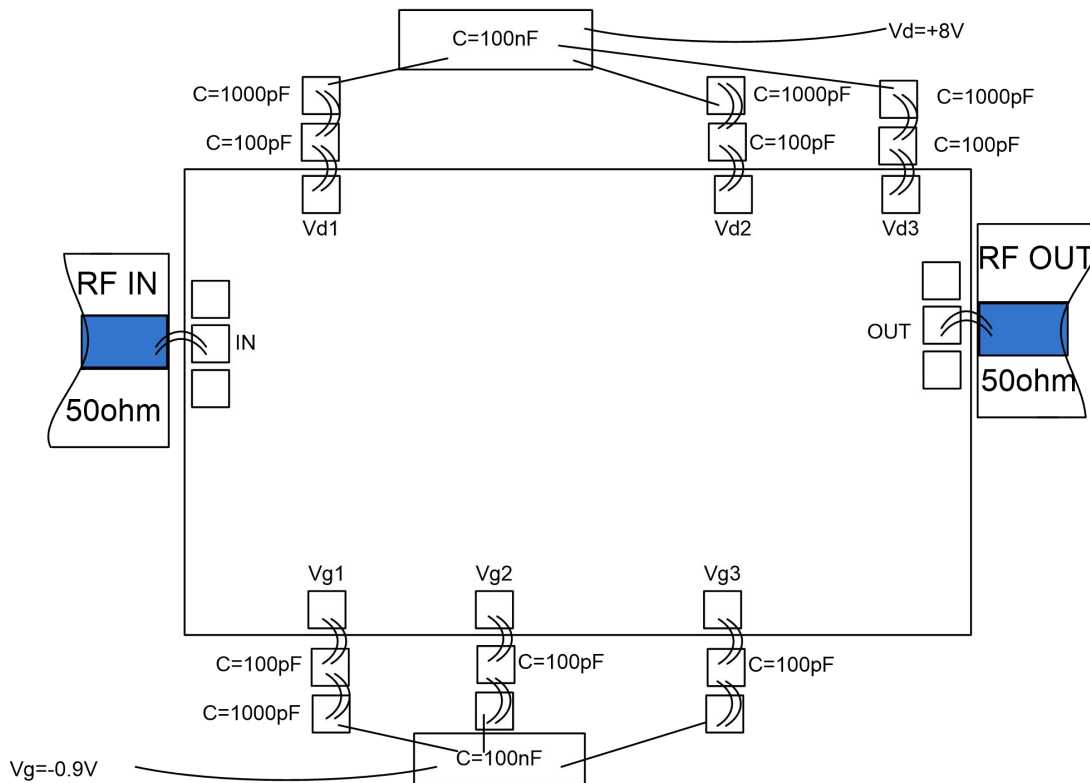 C=100nF
Vd=+8V
C=1000pF
C=1000pF
C=1000pF
C=100pF
C=100pF
C=100pF
Vd1
Vd2
Vd3
RF IN
RF OUT
IN
OUT
50ohm
50ohm
Vg1
Vg2
Vg3
C=100pF
C=100pF
C=100pF
C=1000pF
C=100nF
Vg=-0.9V